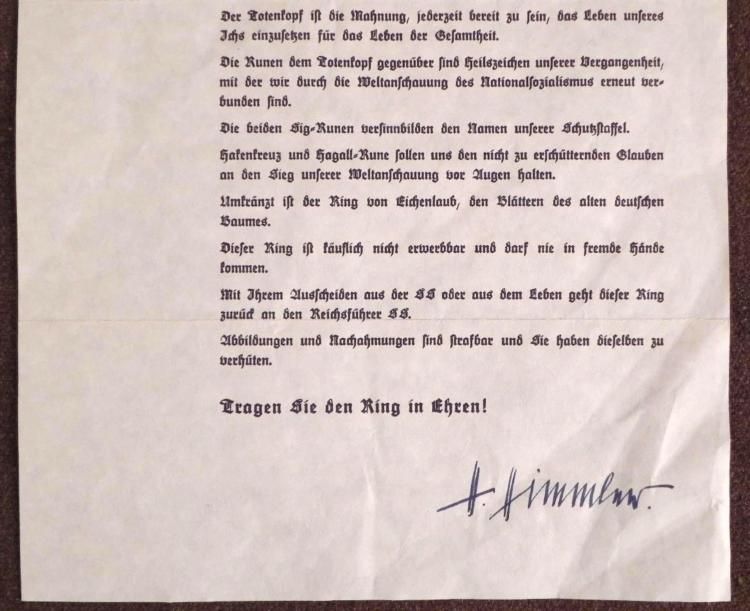 Der Totenkopf ist die Mahnung, jederzeit bereit zu sein, das Leben unseres
Ichs einzusetzen für das Leben der Gesamtheit.
Die Runen dem Totenkopf gegenüber sind Heilszeichen unserer Vergangenheit,
mit der wir durch die Weltanschauung des Nationalsozialismus erneut ver-
bunden sind.
Die beiden Sig-Runen versinnbilden den Namen unserer Schutzstaffel.
Hakenkreuz und Hagall-Rune sollen uns den nicht zu erschütternden Glauben
an den Sieg unserer Weltanschauung vor Augen halten.
Umkränzt ist der Ring von Eichenlaub, den Blättern des alten deutschen
Baumes.
Dieser Ring ist käuflich nicht erwerbbar und darf nie in fremde Hände
kommen.
Mit Ihrem Ausscheiden aus der SS oder aus dem Leben geht dieser Ring
zurück an den Reichsführer SS.
Abbildungen und Nachahmungen sind strafbar und Sie haben dieselben zu
verhüten.
Tragen Sie den Ring in Ehren!
H. Himmler.